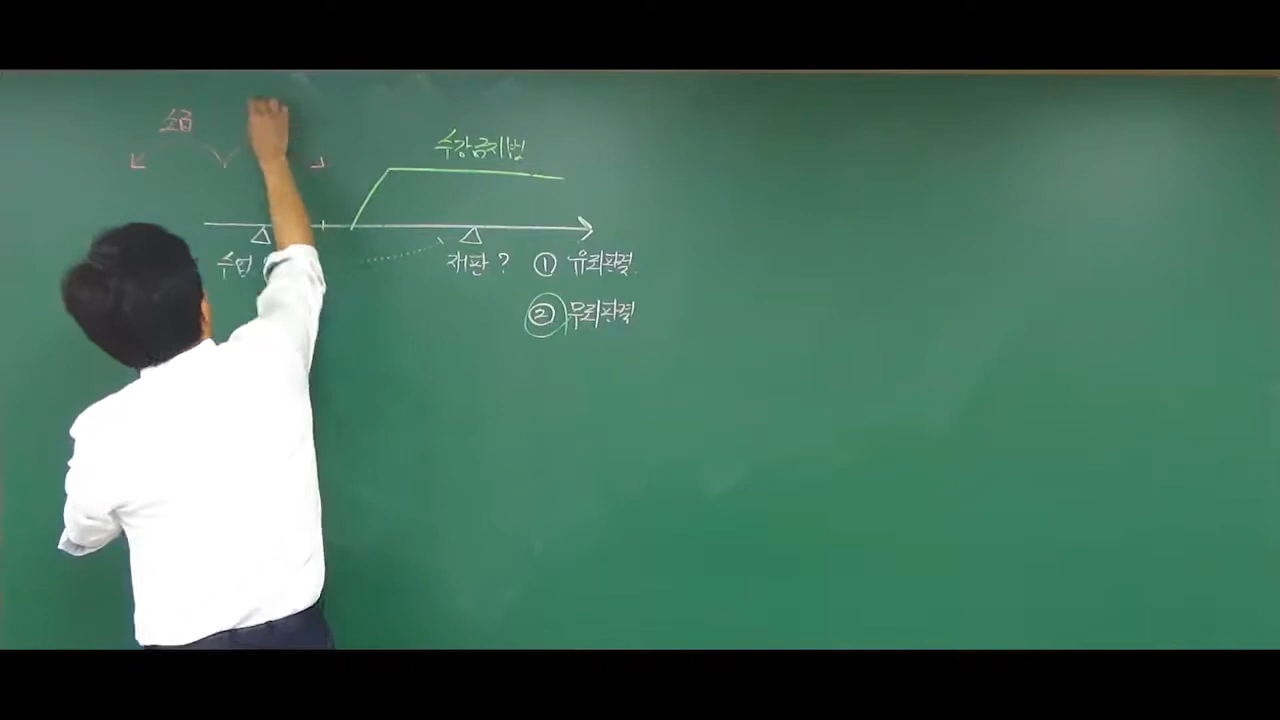 소급
수강금지법
수업
재판 ? ① 유죄판결
② 무죄판결